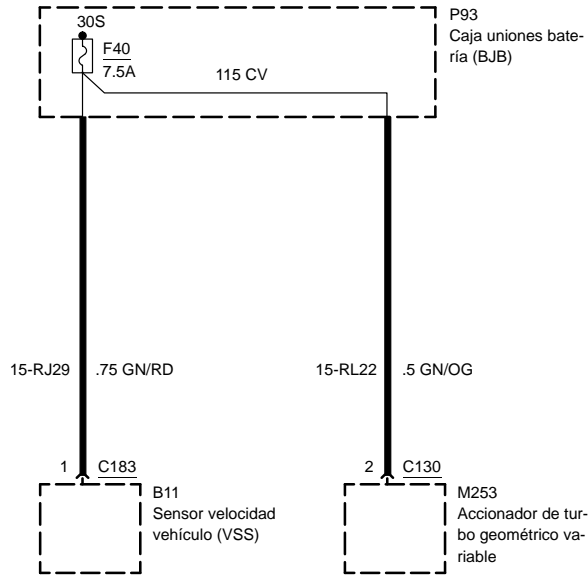 30S
P93
Caja uniones bate-
ría (BJB)
F40
7.5A
115 CV
15-RJ29
.75 GN/RD
15-RL22
.5 GN/OG
1
C183
2
C130
B11
Sensor velocidad
vehículo (VSS)
M253
Accionador de tur-
bo geométrico va-
riable